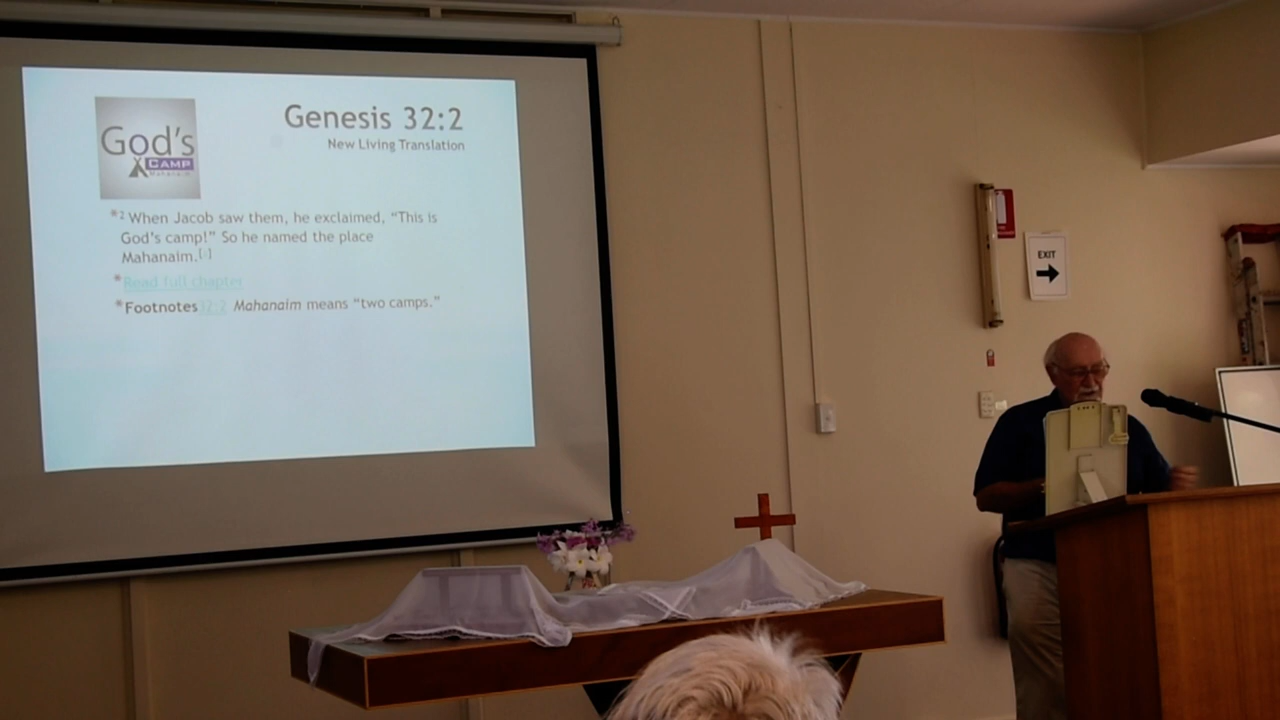 God's
CAMP
Mahanaim
Genesis 32:2
New Living Translation
*2 When Jacob saw them, he exclaimed, “This is
God's camp!” So he named the place
Mahanaim.
*Read full chapter
*Footnotes 32:2 Mahanaim means “two camps.”
EXIT